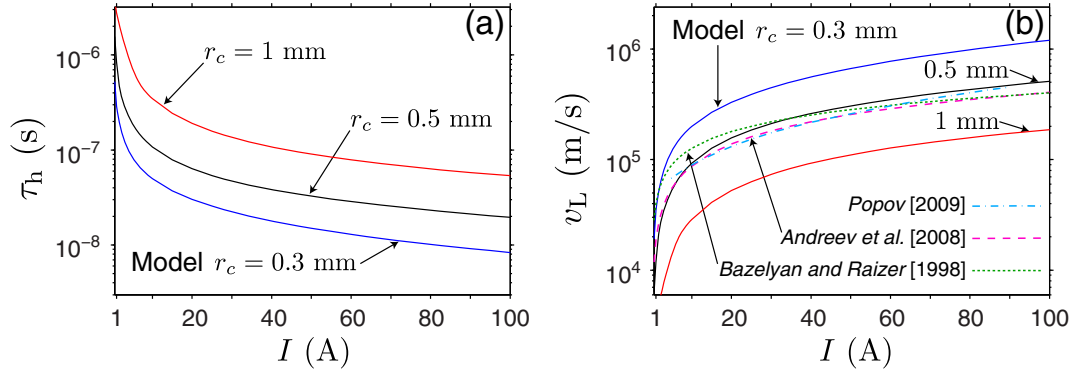 (a)
r_c = 1 mm
r_c = 0.5 mm
Model r_c = 0.3 mm
10⁻⁶
10⁻⁷
10⁻⁸
τ_h (s)
1 20 40 60 80 100
I (A)
(b)
Model r_c = 0.3 mm
0.5 mm
1 mm
Popov [2009]
Andreev et al. [2008]
Bazelyan and Raizer [1998]
10⁶
10⁵
10⁴
v_L (m/s)
1 20 40 60 80 100
I (A)